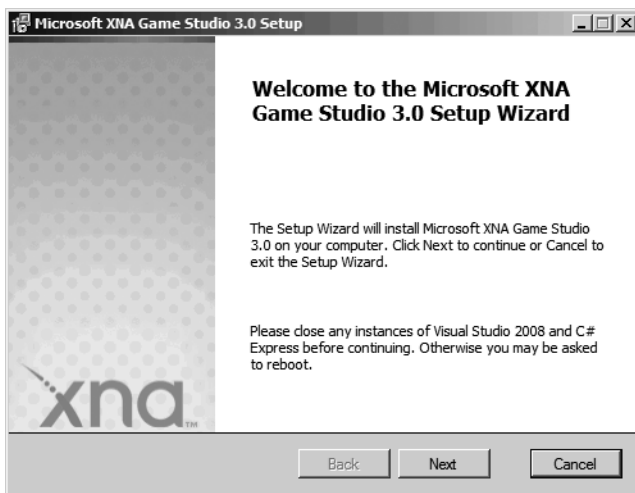 Microsoft XNA Game Studio 3.0 Setup
Welcome to the Microsoft XNA
Game Studio 3.0 Setup Wizard
The Setup Wizard will install Microsoft XNA Game Studio
3.0 on your computer. Click Next to continue or Cancel to
exit the Setup Wizard.
Please close any instances of Visual Studio 2008 and C#
Express before continuing. Otherwise you may be asked
to reboot.
xna™
Back Next Cancel